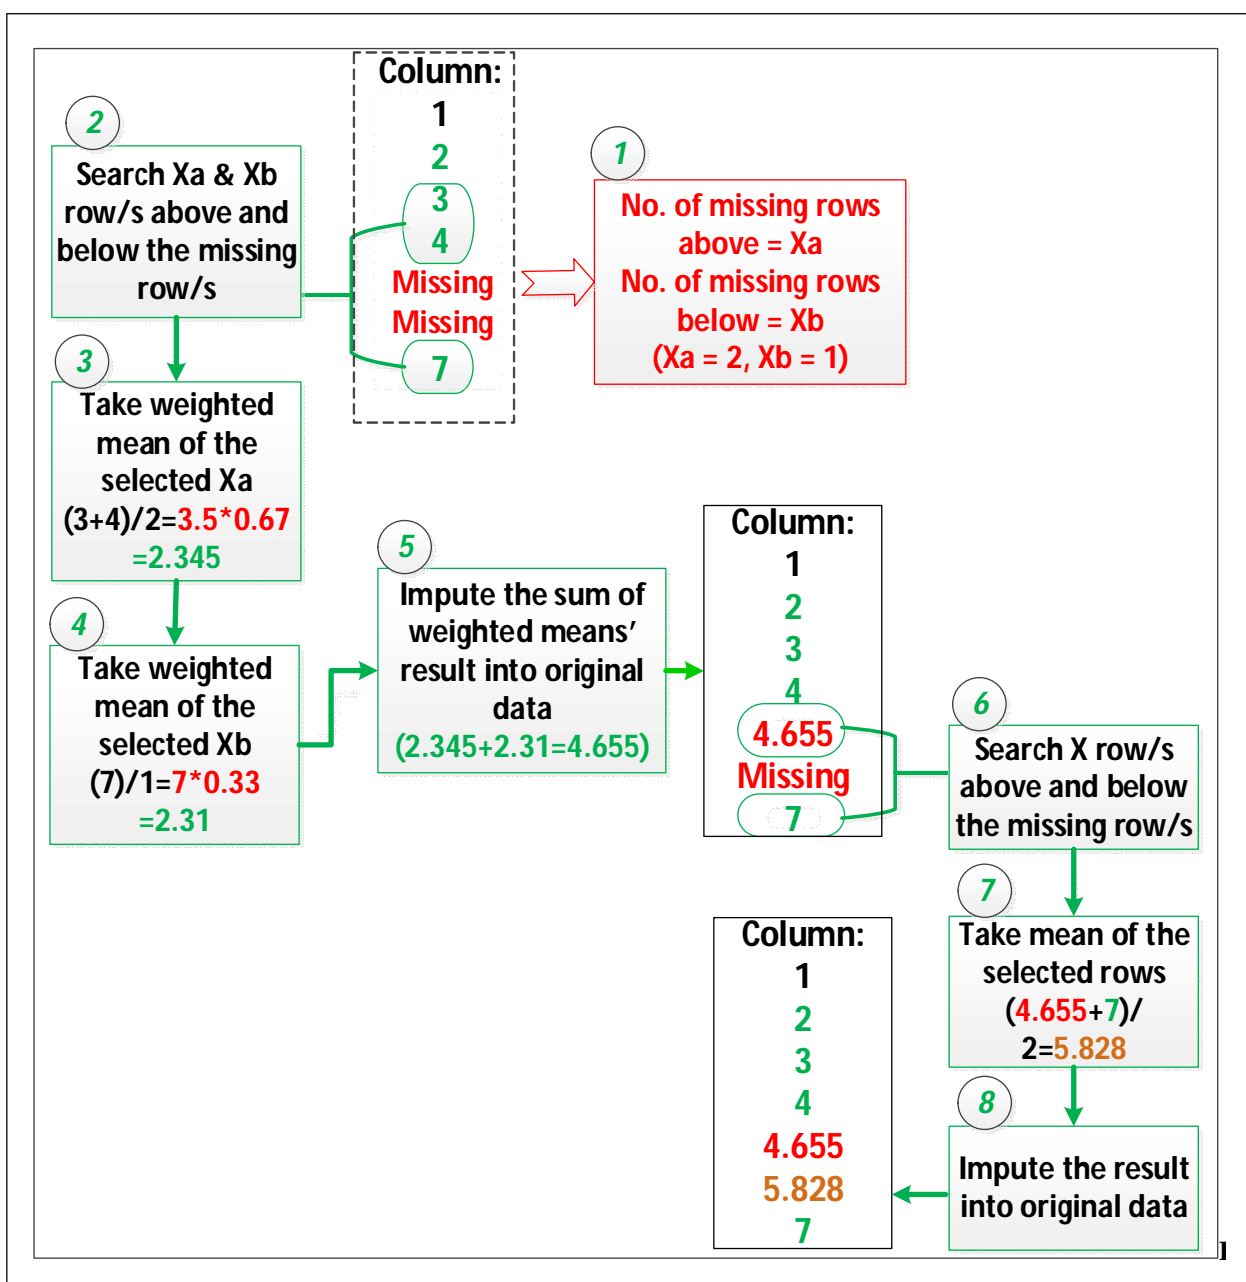 Column:
1
2
3
4
Missing
Missing
7
1
No. of missing rows
above = Xa
No. of missing rows
below = Xb
(Xa = 2, Xb = 1)
2
Search Xa & Xb
row/s above and
below the missing
row/s
3
Take weighted
mean of the
selected Xa
(3+4)/2=3.5*0.67
=2.345
4
Take weighted
mean of the
selected Xb
(7)/1=7*0.33
=2.31
5
Impute the sum of
weighted means’
result into original
data
(2.345+2.31=4.655)
Column:
1
2
3
4
4.655
Missing
7
6
Search X row/s
above and below
the missing row/s
7
Take mean of the
selected rows
(4.655+7)/
2=5.828
8
Impute the result
into original data
Column:
1
2
3
4
4.655
5.828
7